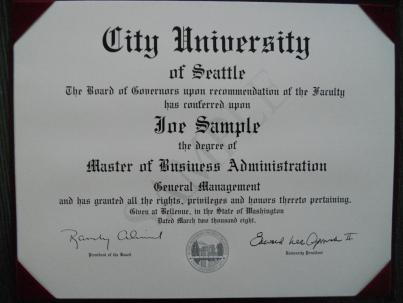 City University
of Seattle
The Board of Governors upon recommendation of the Faculty
has conferred upon
Joe Sample
the degree of
Master of Business Administration
General Management
and has granted all the rights, privileges and honors thereto pertaining.
Given at Bellevue, in the State of Washington
Dated March two thousand eight.
President of the Board
University President
SAMPLE